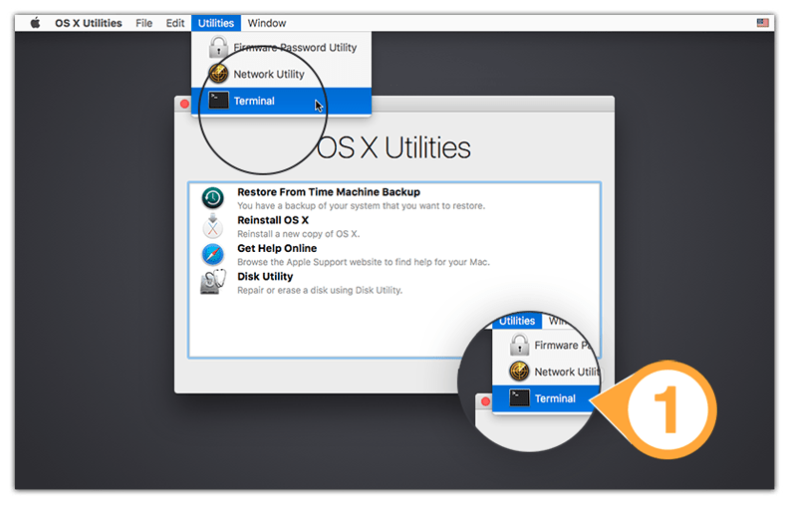 OS X Utilities File Edit Utilities Window
Firmware Password Utility
Network Utility
Terminal
OS X Utilities
Restore From Time Machine Backup
You have a backup of your system that you want to restore.
Reinstall OS X
Reinstall a new copy of OS X.
Get Help Online
Browse the Apple Support website to find help for your Mac.
Disk Utility
Repair or erase a disk using Disk Utility.
Utilities Win
Firmware P
Network Utilit
Terminal
1